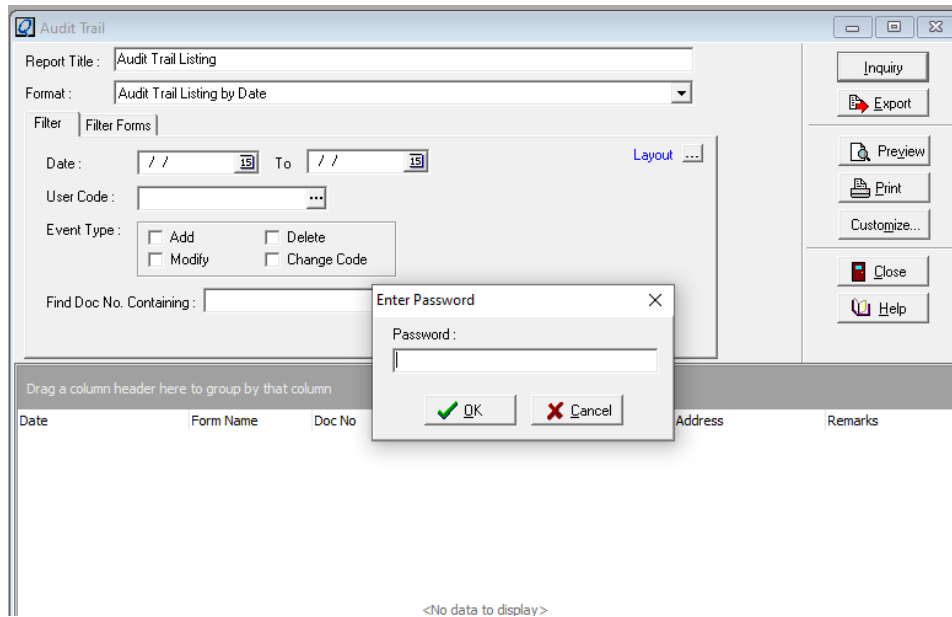 Audit Trail
Report Title : Audit Trail Listing
Inquiry
Format : Audit Trail Listing by Date
Export
Filter Filter Forms
Date : / / 15 To / / 15 Layout ...
Preview
User Code : ...
Print
Event Type : Add Delete
Customize...
Modify Change Code
Close
Find Doc No. Containing :
Help
Enter Password
Password :
OK Cancel
Drag a column header here to group by that column
Date Form Name Doc No Address Remarks
<No data to display>